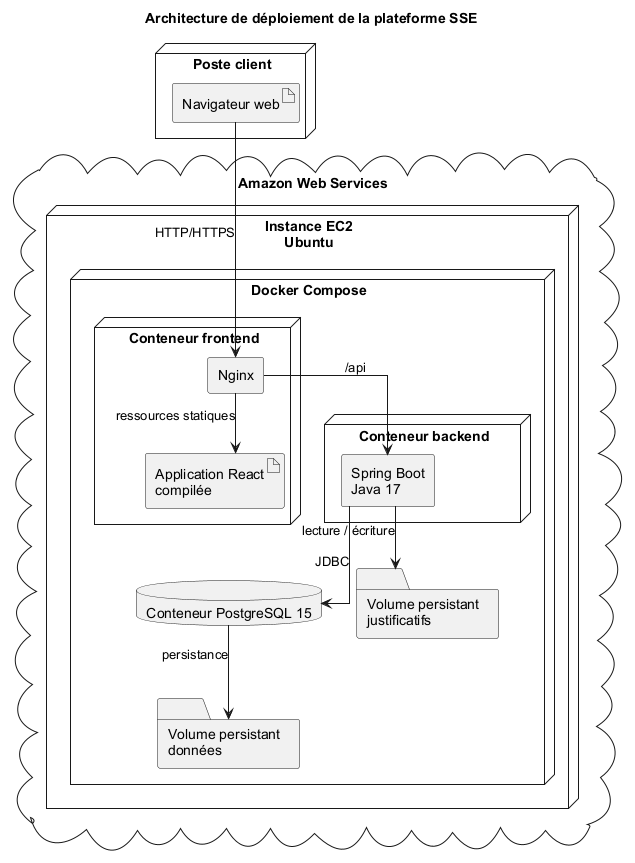 Architecture de déploiement de la plateforme SSE
Poste client
Navigateur web
Amazon Web Services
Instance EC2
Ubuntu
HTTP/HTTPS
Docker Compose
Conteneur frontend
Nginx
/api
ressources statiques
Conteneur backend
Application React
compilée
Spring Boot
Java 17
lecture / écriture
JDBC
Conteneur PostgreSQL 15
Volume persistant
justificatifs
persistance
Volume persistant
données